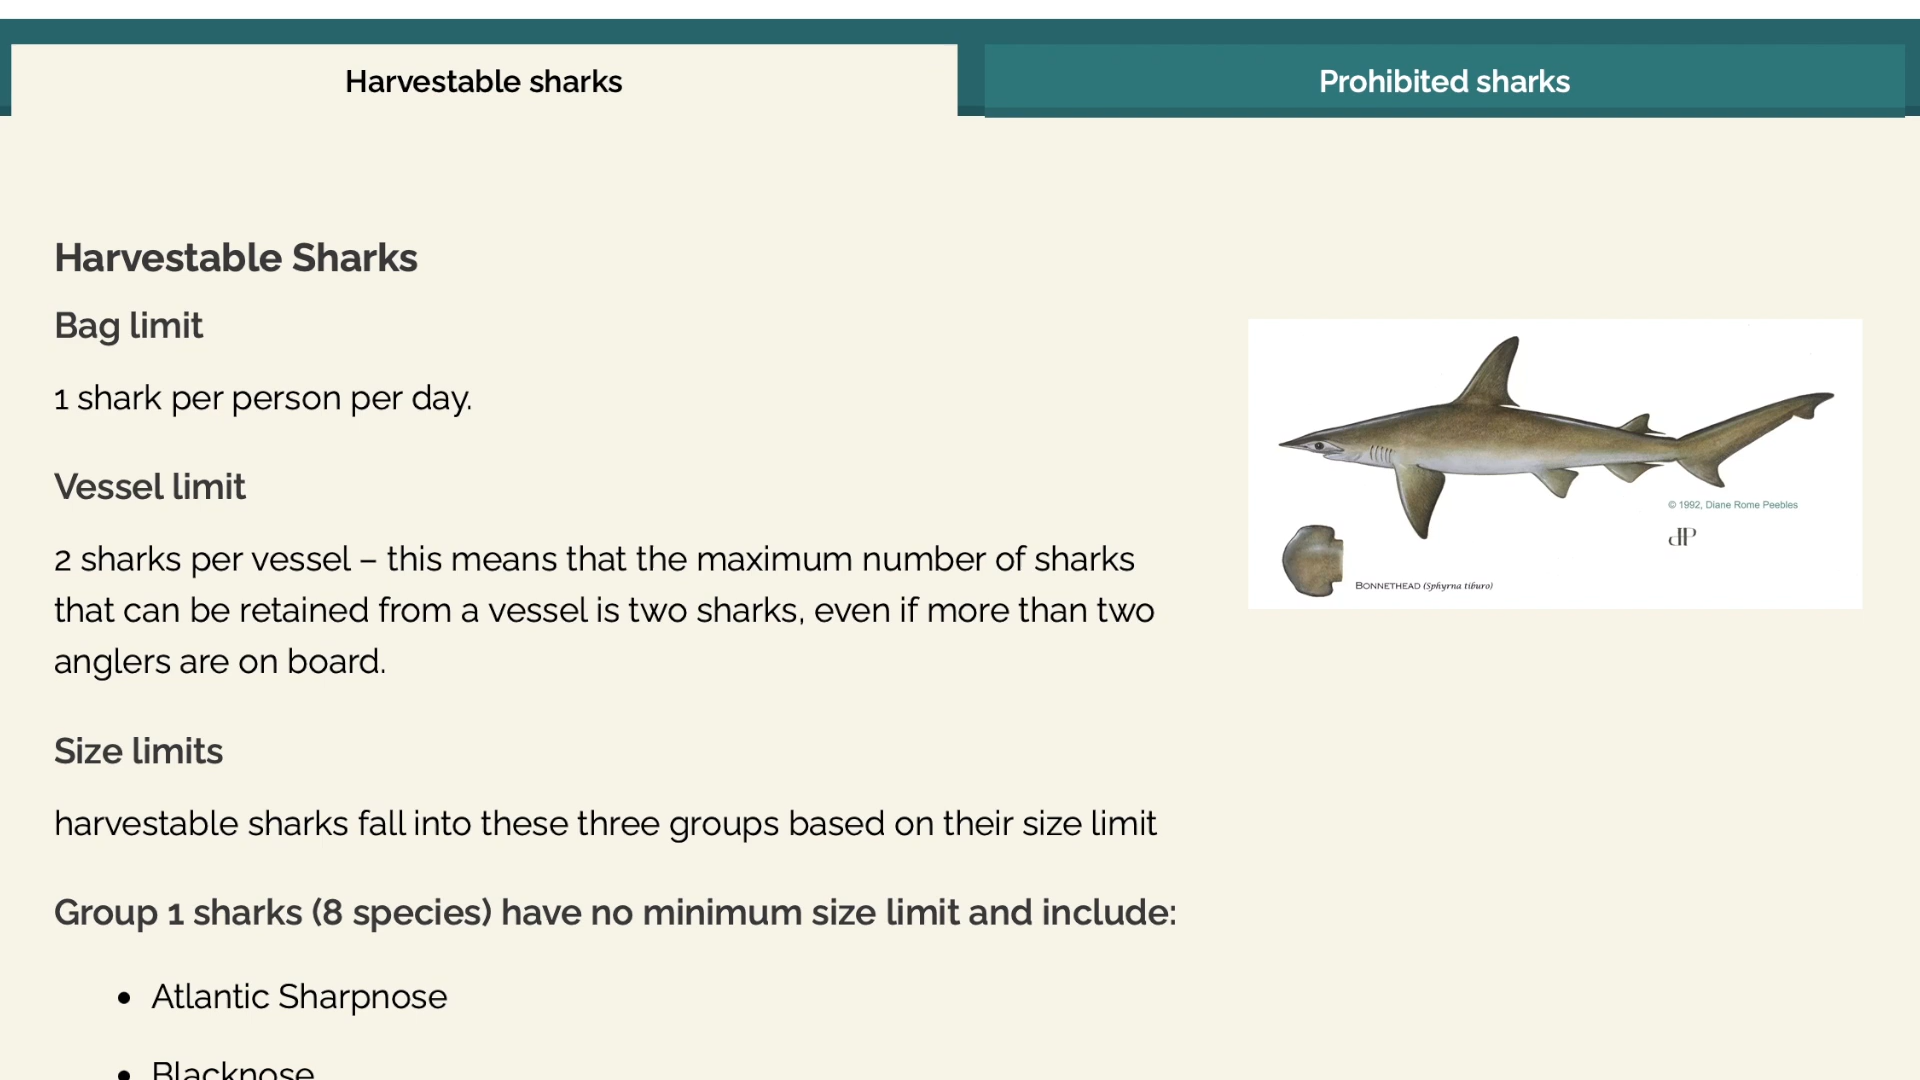 Harvestable sharks
Prohibited sharks
Harvestable Sharks
Bag limit
1 shark per person per day.
Vessel limit
2 sharks per vessel – this means that the maximum number of sharks
that can be retained from a vessel is two sharks, even if more than two
anglers are on board.
© 1992, Diane Rome Peebles
dP
BONNETHEAD (Sphyrna tiburo)
Size limits
harvestable sharks fall into these three groups based on their size limit
Group 1 sharks (8 species) have no minimum size limit and include:
• Atlantic Sharpnose
• Blacknose